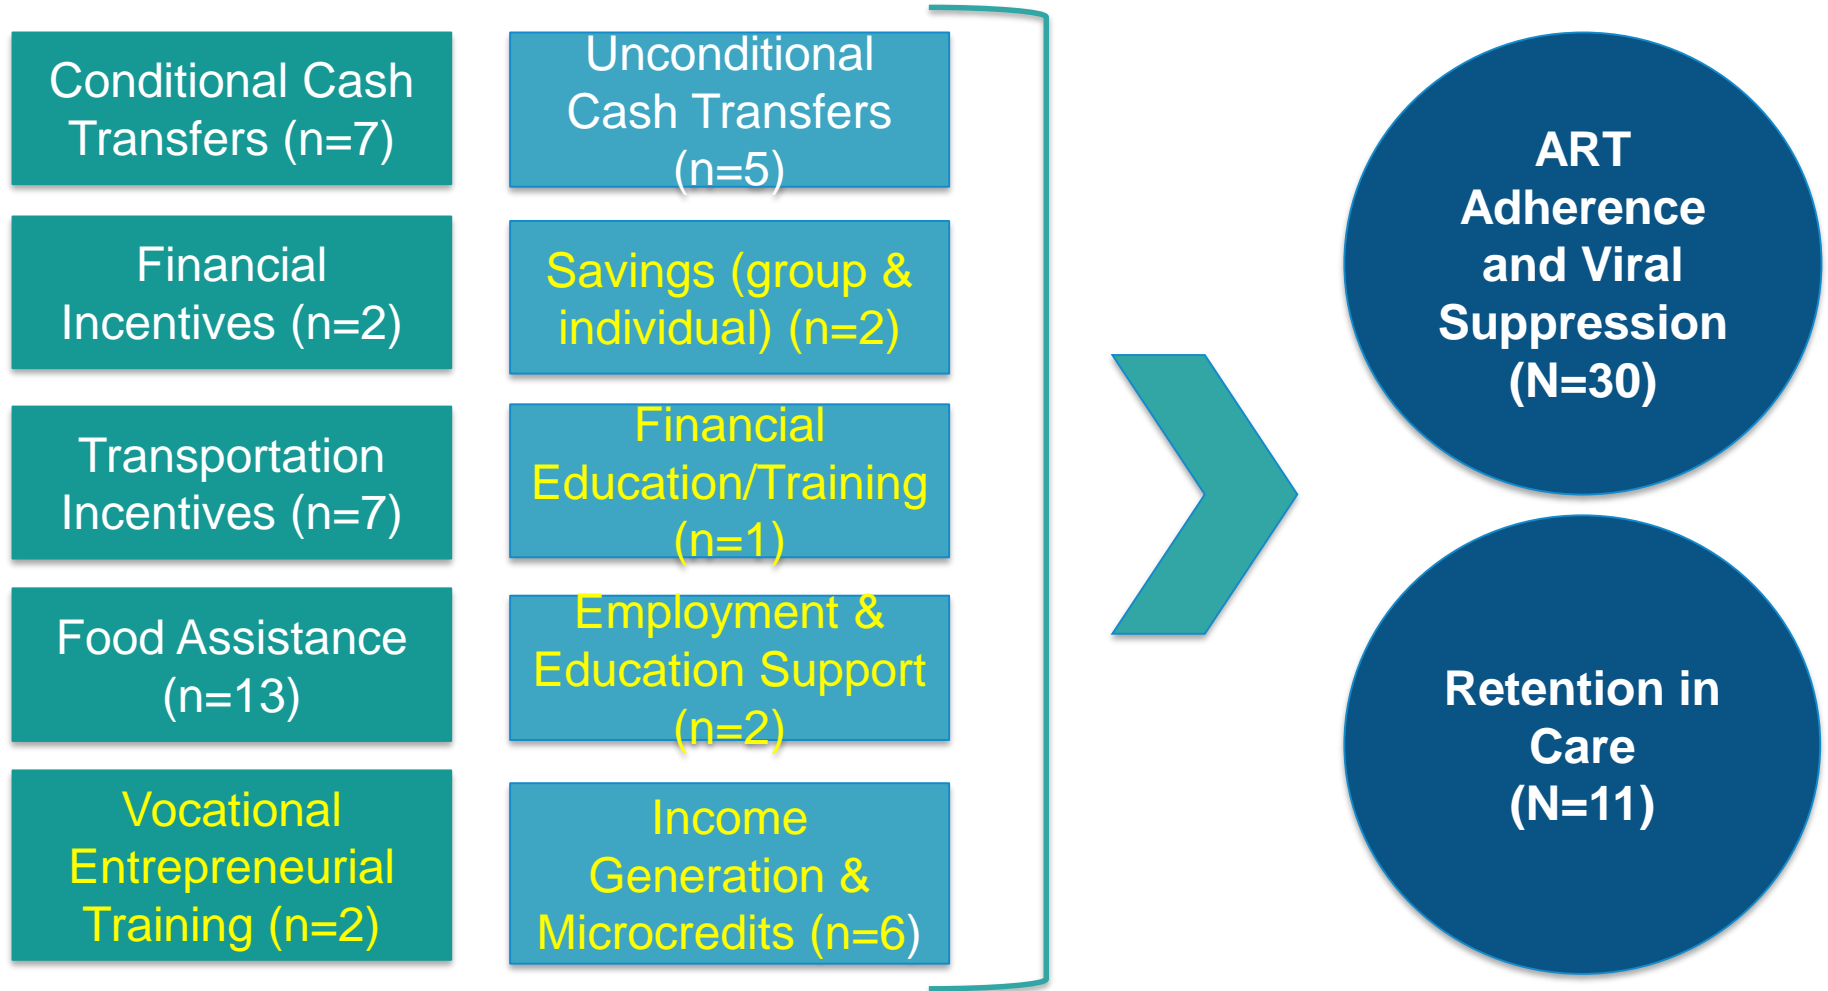 Conditional Cash
Transfers (n=7)
Unconditional
Cash Transfers
(n=5)
Financial
Incentives (n=2)
Savings (group &
individual) (n=2)
Transportation
Incentives (n=7)
Financial
Education/Training
(n=1)
Food Assistance
(n=13)
Employment &
Education Support
(n=2)
Vocational
Entrepreneurial
Training (n=2)
Income
Generation &
Microcredits (n=6)
ART
Adherence
and Viral
Suppression
(N=30)
Retention in
Care
(N=11)